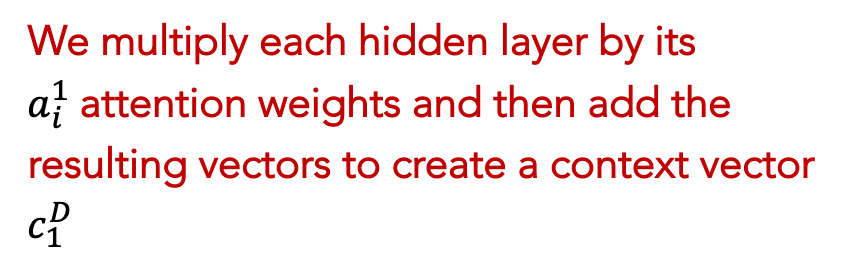 We multiply each hidden layer by its
$a_i^1$ attention weights and then add the
resulting vectors to create a context vector
$c_1^D$